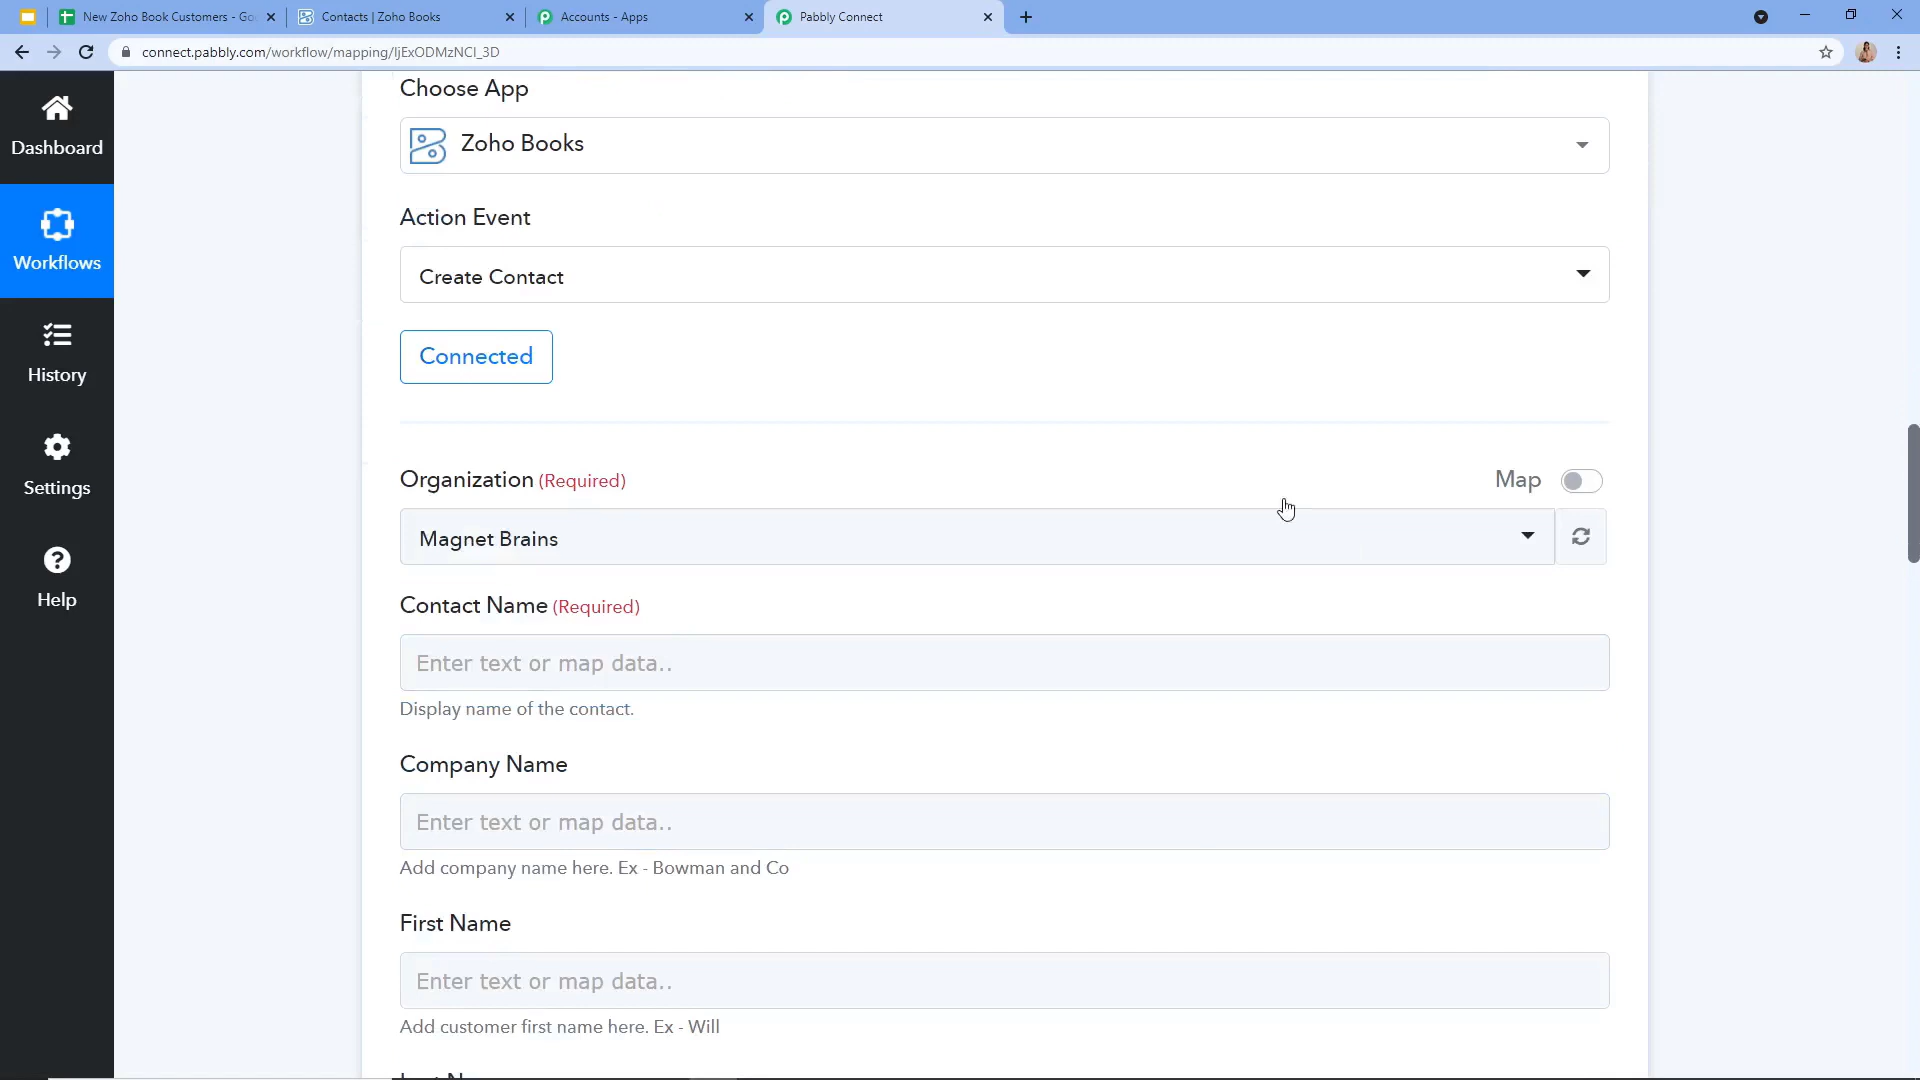 New Zoho Book Customers - Go
Contacts | Zoho Books
Accounts - Apps
Pabbly Connect
connect.pabbly.com/workflow/mapping/IjExODMzNCI_3D
Choose App
Zoho Books
Dashboard
Action Event
Workflows
Create Contact
Connected
History
Organization (Required)
Map
Settings
Magnet Brains
Help
Contact Name (Required)
Enter text or map data..
Display name of the contact.
Company Name
Enter text or map data..
Add company name here. Ex - Bowman and Co
First Name
Enter text or map data..
Add customer first name here. Ex - Will